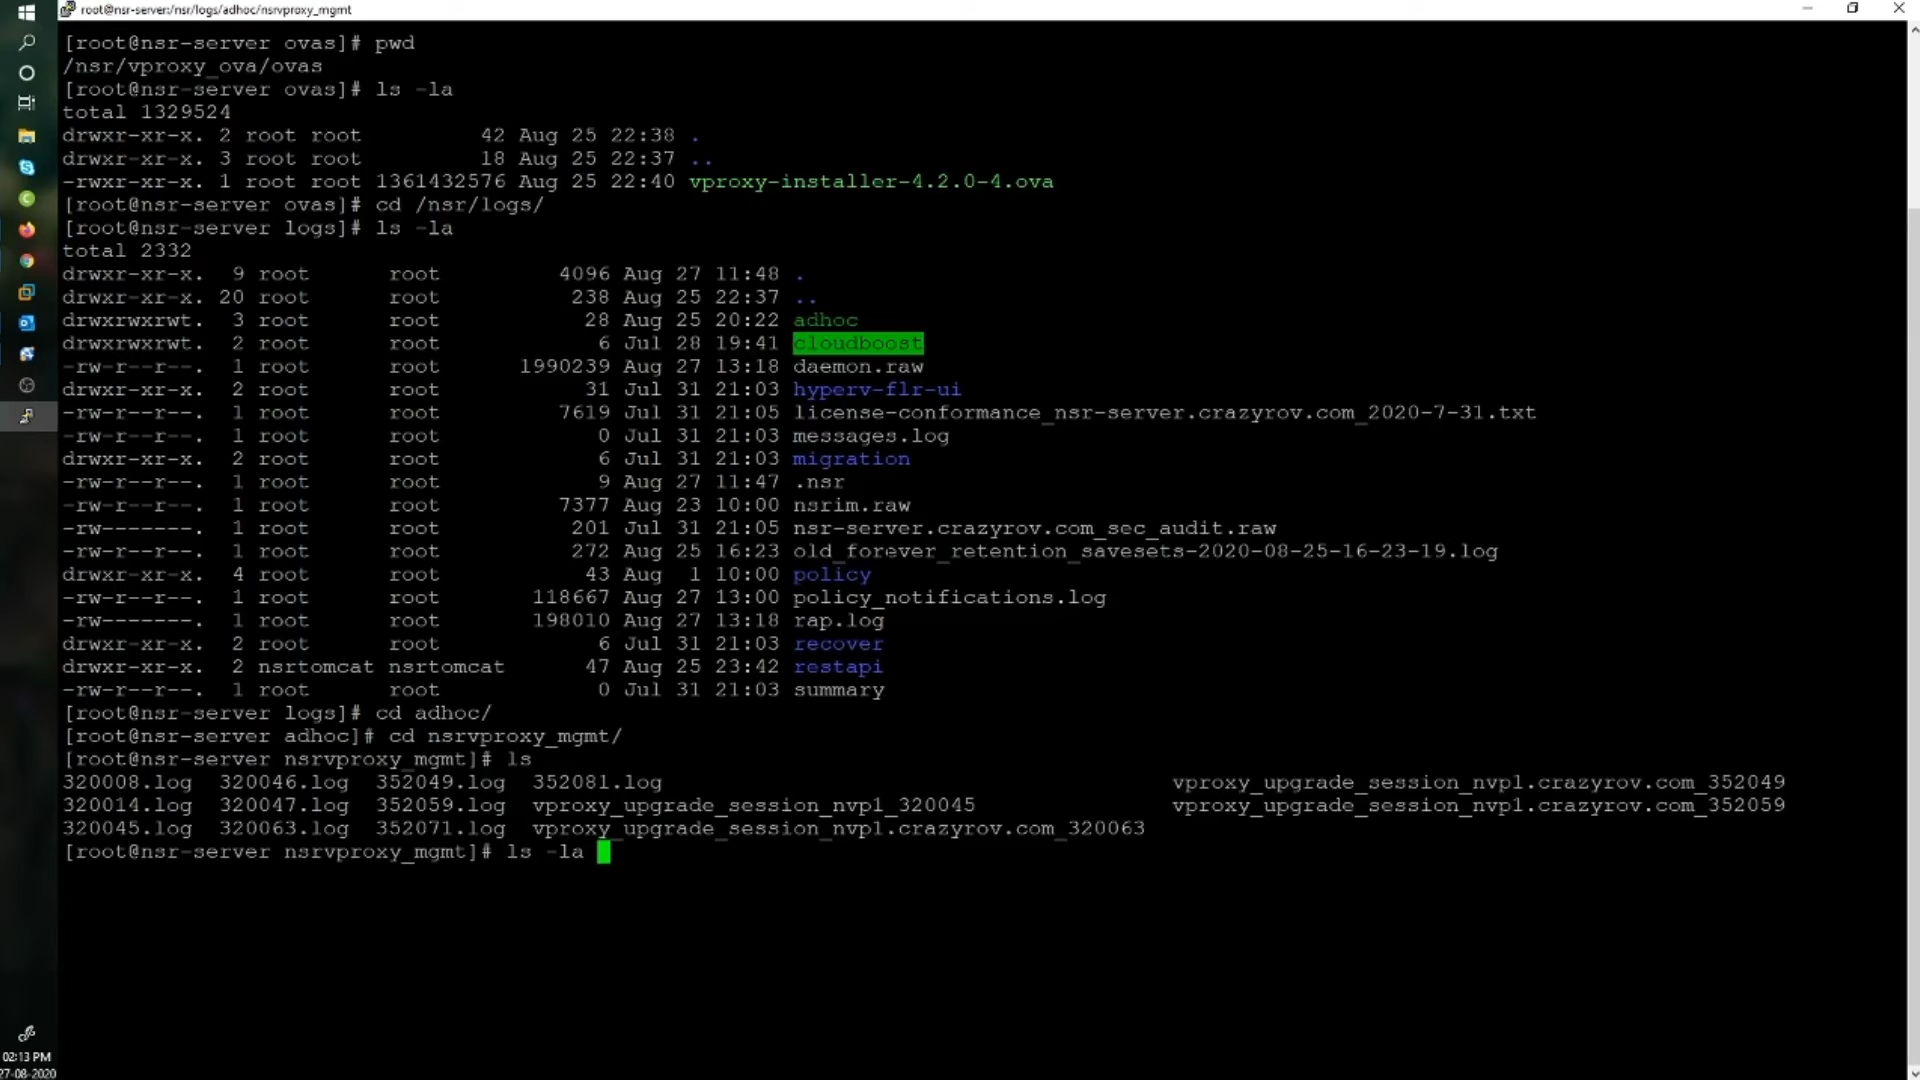 root@nsr-server:/nsr/logs/adhoc/nsrvproxy_mgmt
[root@nsr-server ovas]# pwd
/nsr/vproxy_ova/ovas
[root@nsr-server ovas]# ls -la
total 1329524
drwxr-xr-x. 2 root root         42 Aug 25 22:38 .
drwxr-xr-x. 3 root root         18 Aug 25 22:37 ..
-rwxr-xr-x. 1 root root 1361432576 Aug 25 22:40 vproxy-installer-4.2.0-4.ova
[root@nsr-server ovas]# cd /nsr/logs/
[root@nsr-server logs]# ls -la
total 2332
drwxr-xr-x.  9 root      root         4096 Aug 27 11:48 .
drwxr-xr-x. 20 root      root          238 Aug 25 22:37 ..
drwxrwxrwt.  3 root      root           28 Aug 25 20:22 adhoc
drwxrwxrwt.  2 root      root            6 Jul 28 19:41 cloudboost
-rw-r--r--.  1 root      root      1990239 Aug 27 13:18 daemon.raw
drwxr-xr-x.  2 root      root           31 Jul 31 21:03 hyperv-flr-ui
-rw-r--r--.  1 root      root         7619 Jul 31 21:05 license-conformance_nsr-server.crazyrov.com_2020-7-31.txt
-rw-r--r--.  1 root      root            0 Jul 31 21:03 messages.log
drwxr-xr-x.  2 root      root            6 Jul 31 21:03 migration
-rw-r--r--.  1 root      root            9 Aug 27 11:47 .nsr
-rw-r--r--.  1 root      root         7377 Aug 23 10:00 nsrim.raw
-rw-------.  1 root      root          201 Jul 31 21:05 nsr-server.crazyrov.com_sec_audit.raw
-rw-r--r--.  1 root      root          272 Aug 25 16:23 old_forever_retention_savesets-2020-08-25-16-23-19.log
drwxr-xr-x.  4 root      root           43 Aug  1 10:00 policy
-rw-r--r--.  1 root      root       118667 Aug 27 13:00 policy_notifications.log
-rw-------.  1 root      root       198010 Aug 27 13:18 rap.log
drwxr-xr-x.  2 root      root            6 Jul 31 21:03 recover
drwxr-xr-x.  2 nsrtomcat nsrtomcat      47 Aug 25 23:42 restapi
-rw-r--r--.  1 root      root            0 Jul 31 21:03 summary
[root@nsr-server logs]# cd adhoc/
[root@nsr-server adhoc]# cd nsrvproxy_mgmt/
[root@nsr-server nsrvproxy_mgmt]# ls
320008.log  320046.log  352049.log  352081.log                                       vproxy_upgrade_session_nvp1.crazyrov.com_352049
320014.log  320047.log  352059.log  vproxy_upgrade_session_nvp1_320045               vproxy_upgrade_session_nvp1.crazyrov.com_352059
320045.log  320063.log  352071.log  vproxy_upgrade_session_nvp1.crazyrov.com_320063
[root@nsr-server nsrvproxy_mgmt]# ls -la
02:13 PM
27-08-2020